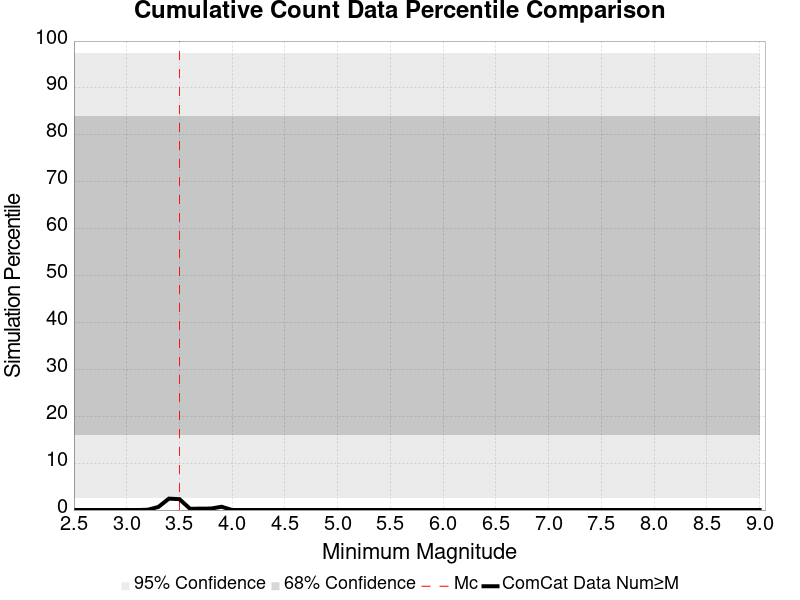 Cumulative Count Data Percentile Comparison
100
90
80
70
60
50
40
30
20
10
0
Simulation Percentile
2.5 3.0 3.5 4.0 4.5 5.0 5.5 6.0 6.5 7.0 7.5 8.0 8.5 9.0
Minimum Magnitude
95% Confidence 68% Confidence Mc ComCat Data Num≥M